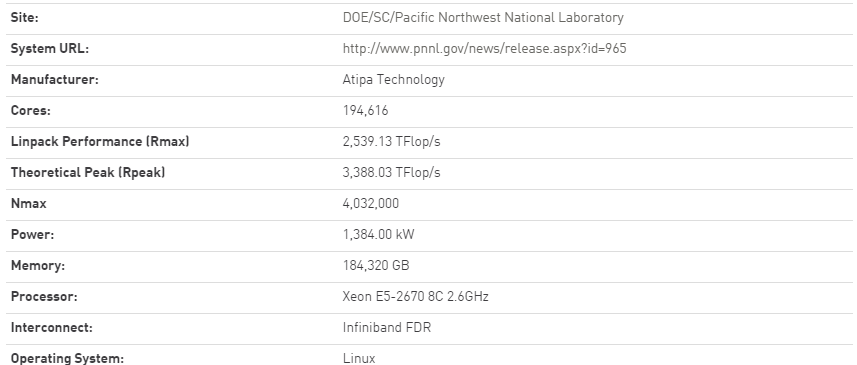 Site: DOE/SC/Pacific Northwest National Laboratory
System URL: http://www.pnnl.gov/news/release.aspx?id=965
Manufacturer: Atipa Technology
Cores: 194,616
Linpack Performance (Rmax) 2,539.13 TFlop/s
Theoretical Peak (Rpeak) 3,388.03 TFlop/s
Nmax 4,032,000
Power: 1,384.00 kW
Memory: 184,320 GB
Processor: Xeon E5-2670 8C 2.6GHz
Interconnect: Infiniband FDR
Operating System: Linux